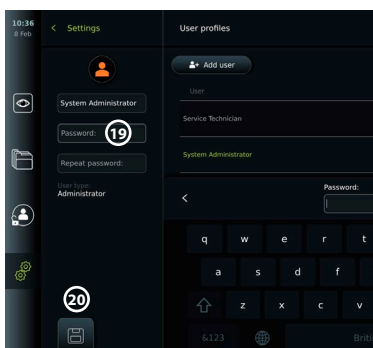 10:36
8 Feb
< Settings
User profiles
Add user
User
System Administrator
Service Technician
Password:
19
Repeat password:
System Administrator
User type:
Administrator
Password:
<
q w e r t
a s d f
20
z x c v
&123
Briti